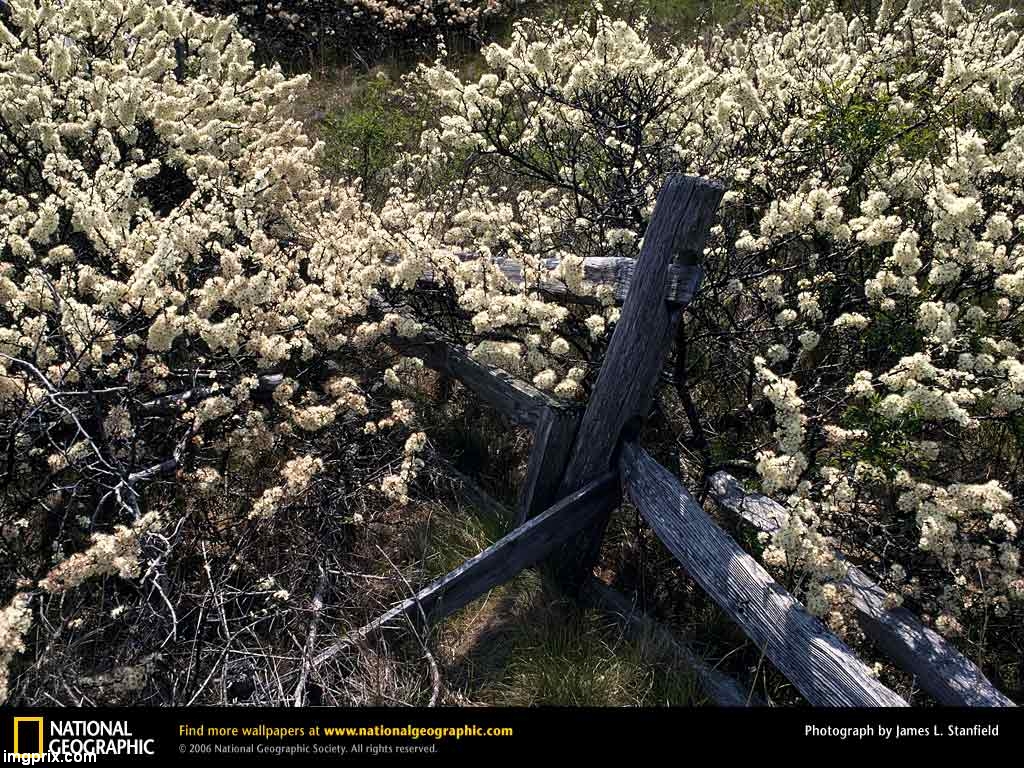 NATIONAL
GEOGRAPHIC
Find more wallpapers at www.nationalgeographic.com
© 2006 National Geographic Society. All rights reserved.
Photograph by James L. Stanfield
imgprix.com